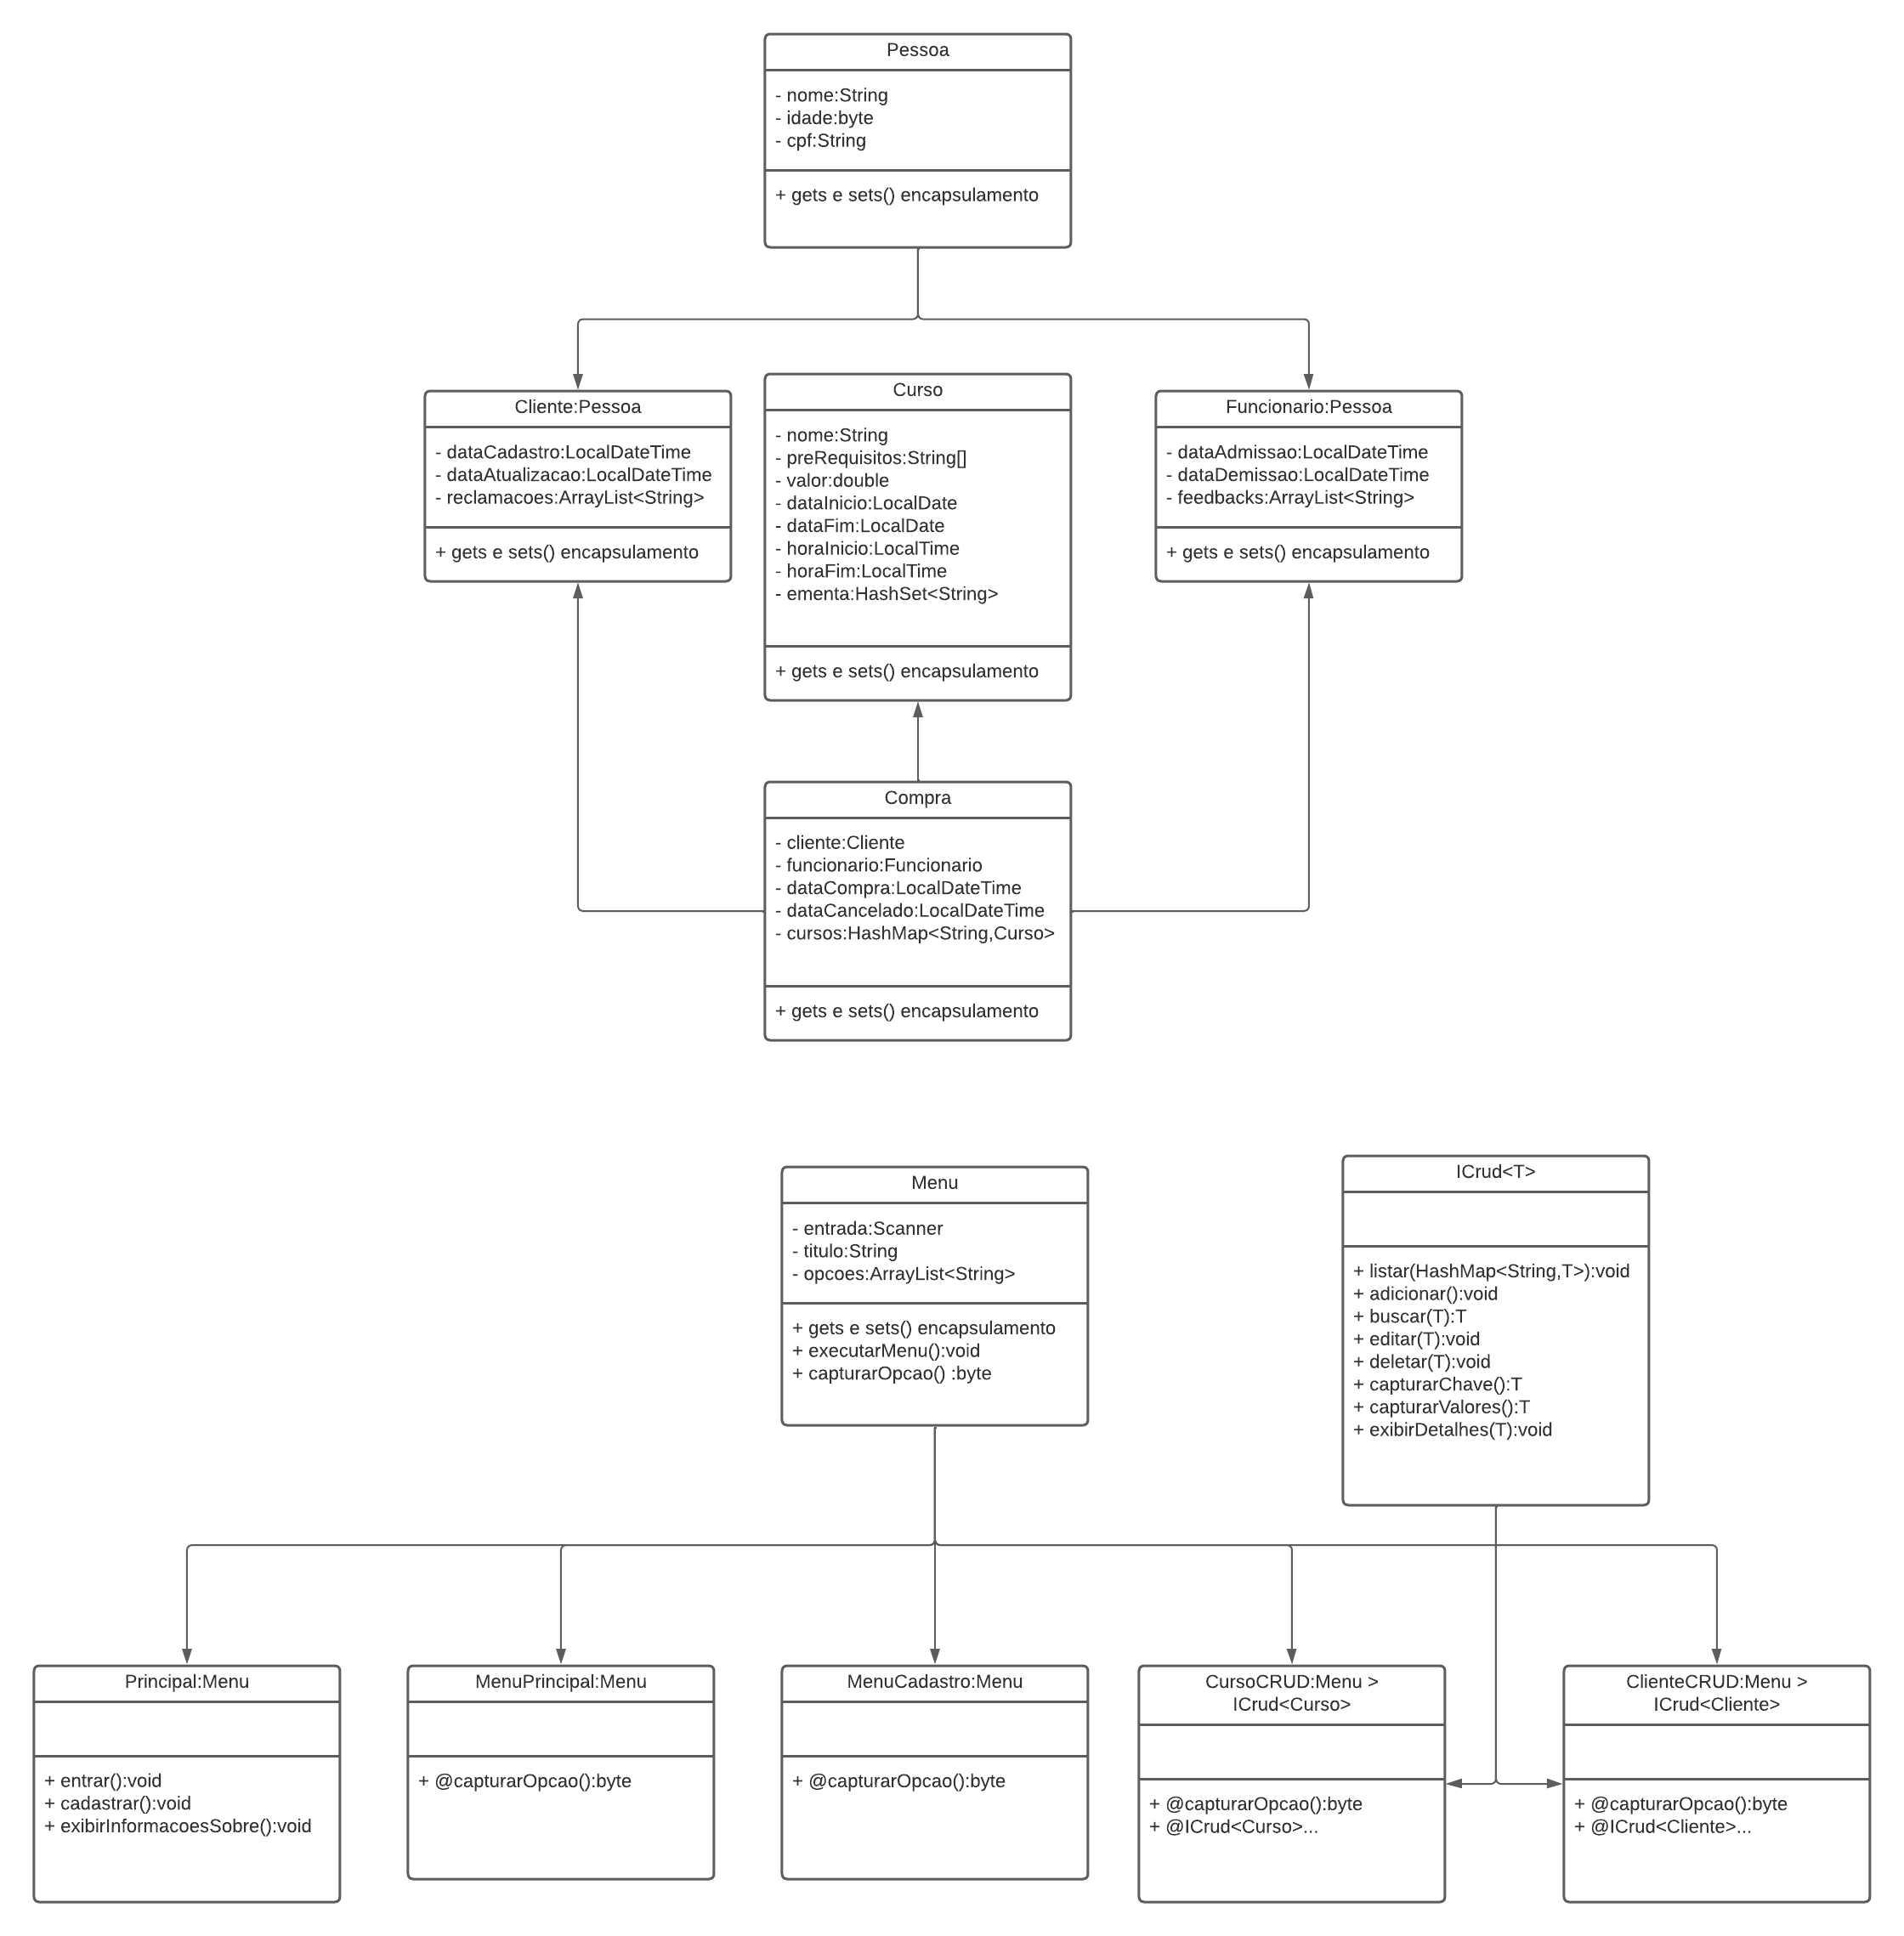 Pessoa
- nome:String
- idade:byte
- cpf:String
+ gets e sets() encapsulamento
Cliente:Pessoa
- dataCadastro:LocalDateTime
- dataAtualizacao:LocalDateTime
- reclamacoes:ArrayList<String>
+ gets e sets() encapsulamento
Curso
- nome:String
- preRequisitos:String[]
- valor:double
- dataInicio:LocalDate
- dataFim:LocalDate
- horaInicio:LocalTime
- horaFim:LocalTime
- ementa:HashSet<String>
+ gets e sets() encapsulamento
Funcionario:Pessoa
- dataAdmissao:LocalDateTime
- dataDemissao:LocalDateTime
- feedbacks:ArrayList<String>
+ gets e sets() encapsulamento
Compra
- cliente:Cliente
- funcionario:Funcionario
- dataCompra:LocalDateTime
- dataCancelado:LocalDateTime
- cursos:HashMap<String,Curso>
+ gets e sets() encapsulamento
Menu
- entrada:Scanner
- titulo:String
- opcoes:ArrayList<String>
+ gets e sets() encapsulamento
+ executarMenu():void
+ capturarOpcao() :byte
ICrud<T>
+ listar(HashMap<String,T>):void
+ adicionar():void
+ buscar(T):T
+ editar(T):void
+ deletar(T):void
+ capturarChave():T
+ capturarValores():T
+ exibirDetalhes(T):void
Principal:Menu
+ entrar():void
+ cadastrar():void
+ exibirInformacoesSobre():void
MenuPrincipal:Menu
+ @capturarOpcao():byte
MenuCadastro:Menu
+ @capturarOpcao():byte
CursoCRUD:Menu >
ICrud<Curso>
+ @capturarOpcao():byte
+ @ICrud<Curso>...
ClienteCRUD:Menu >
ICrud<Cliente>
+ @capturarOpcao():byte
+ @ICrud<Cliente>...